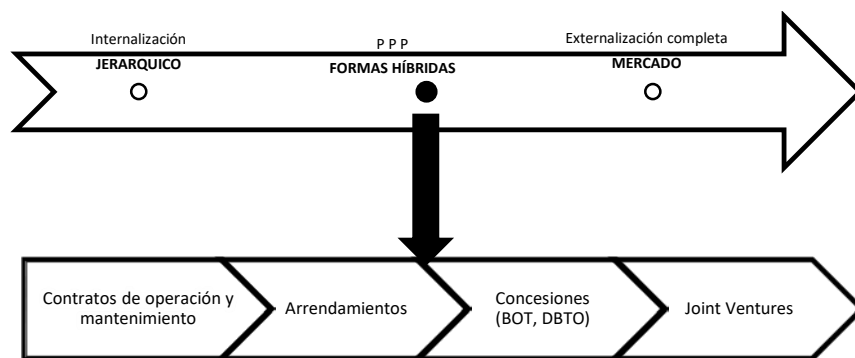 Internalización
JERARQUICO
P P P
FORMAS HÍBRIDAS
Externalización completa
MERCADO
Contratos de operación y
mantenimiento
Arrendamientos
Concesiones
(BOT, DBTO)
Joint Ventures